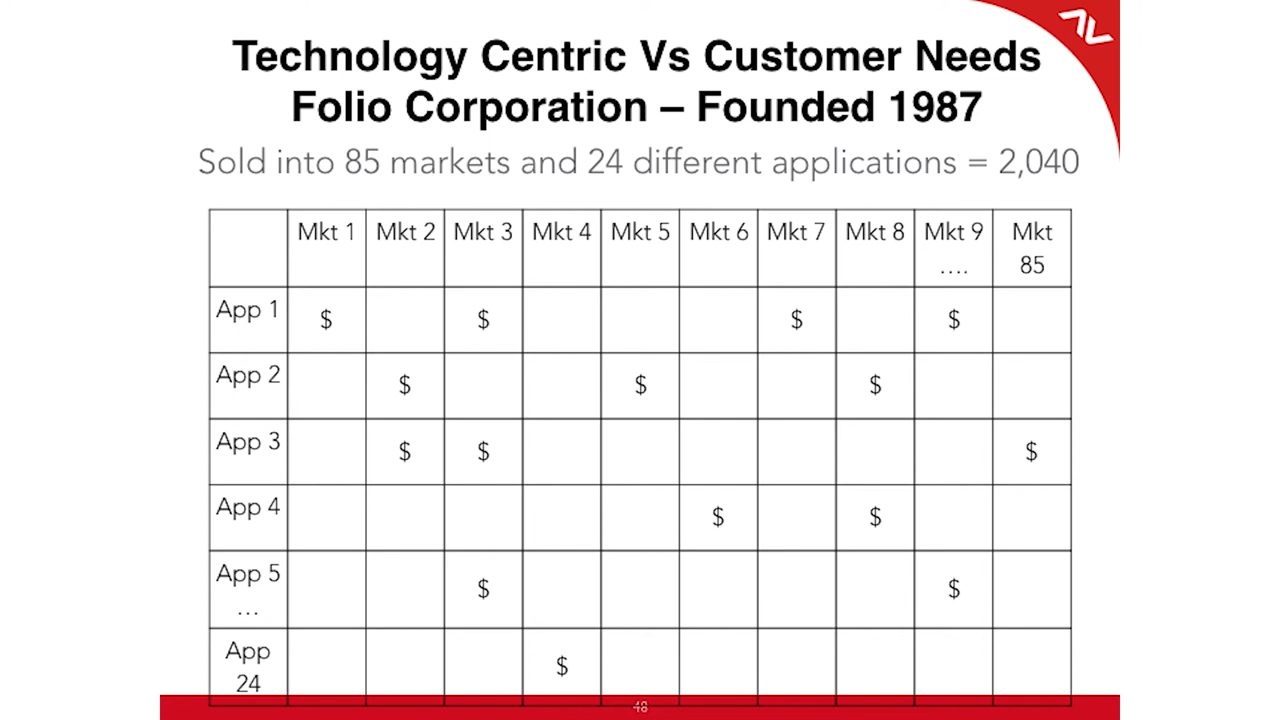 Technology Centric Vs Customer Needs
Folio Corporation – Founded 1987
Sold into 85 markets and 24 different applications = 2,040
Mkt 1 Mkt 2 Mkt 3 Mkt 4 Mkt 5 Mkt 6 Mkt 7 Mkt 8 Mkt 9 Mkt
.... 85
App 1 $ $ $ $
App 2 $ $ $
App 3 $ $ $
App 4 $ $
App 5 $ $
...
App $
24
48